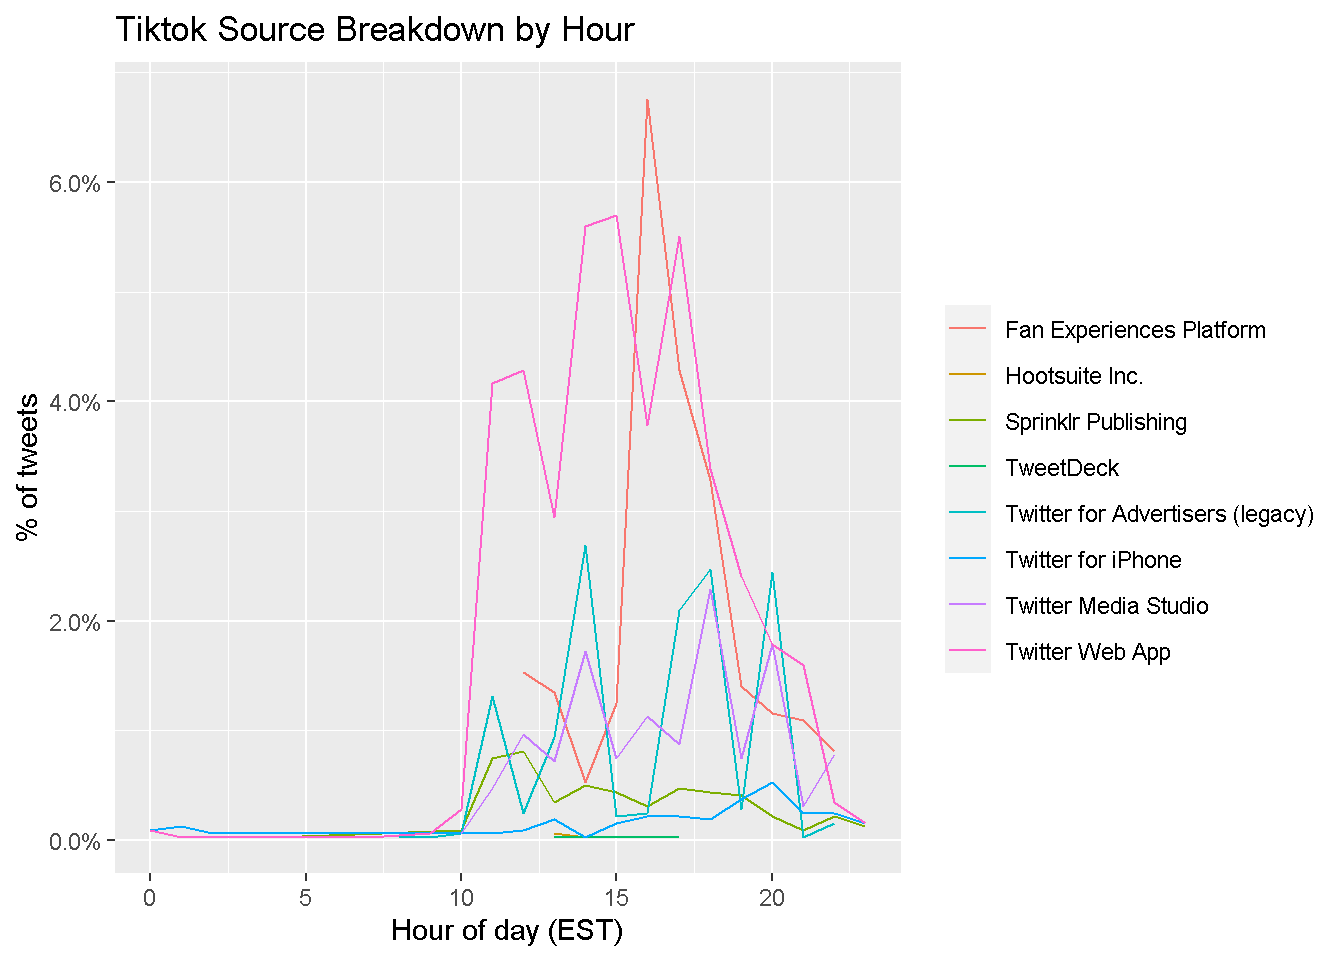 Tiktok Source Breakdown by Hour
% of tweets
6.0%
4.0%
2.0%
0.0%
0 5 10 15 20
Hour of day (EST)
Fan Experiences Platform
Hootsuite Inc.
Sprinklr Publishing
TweetDeck
Twitter for Advertisers (legacy)
Twitter for iPhone
Twitter Media Studio
Twitter Web App